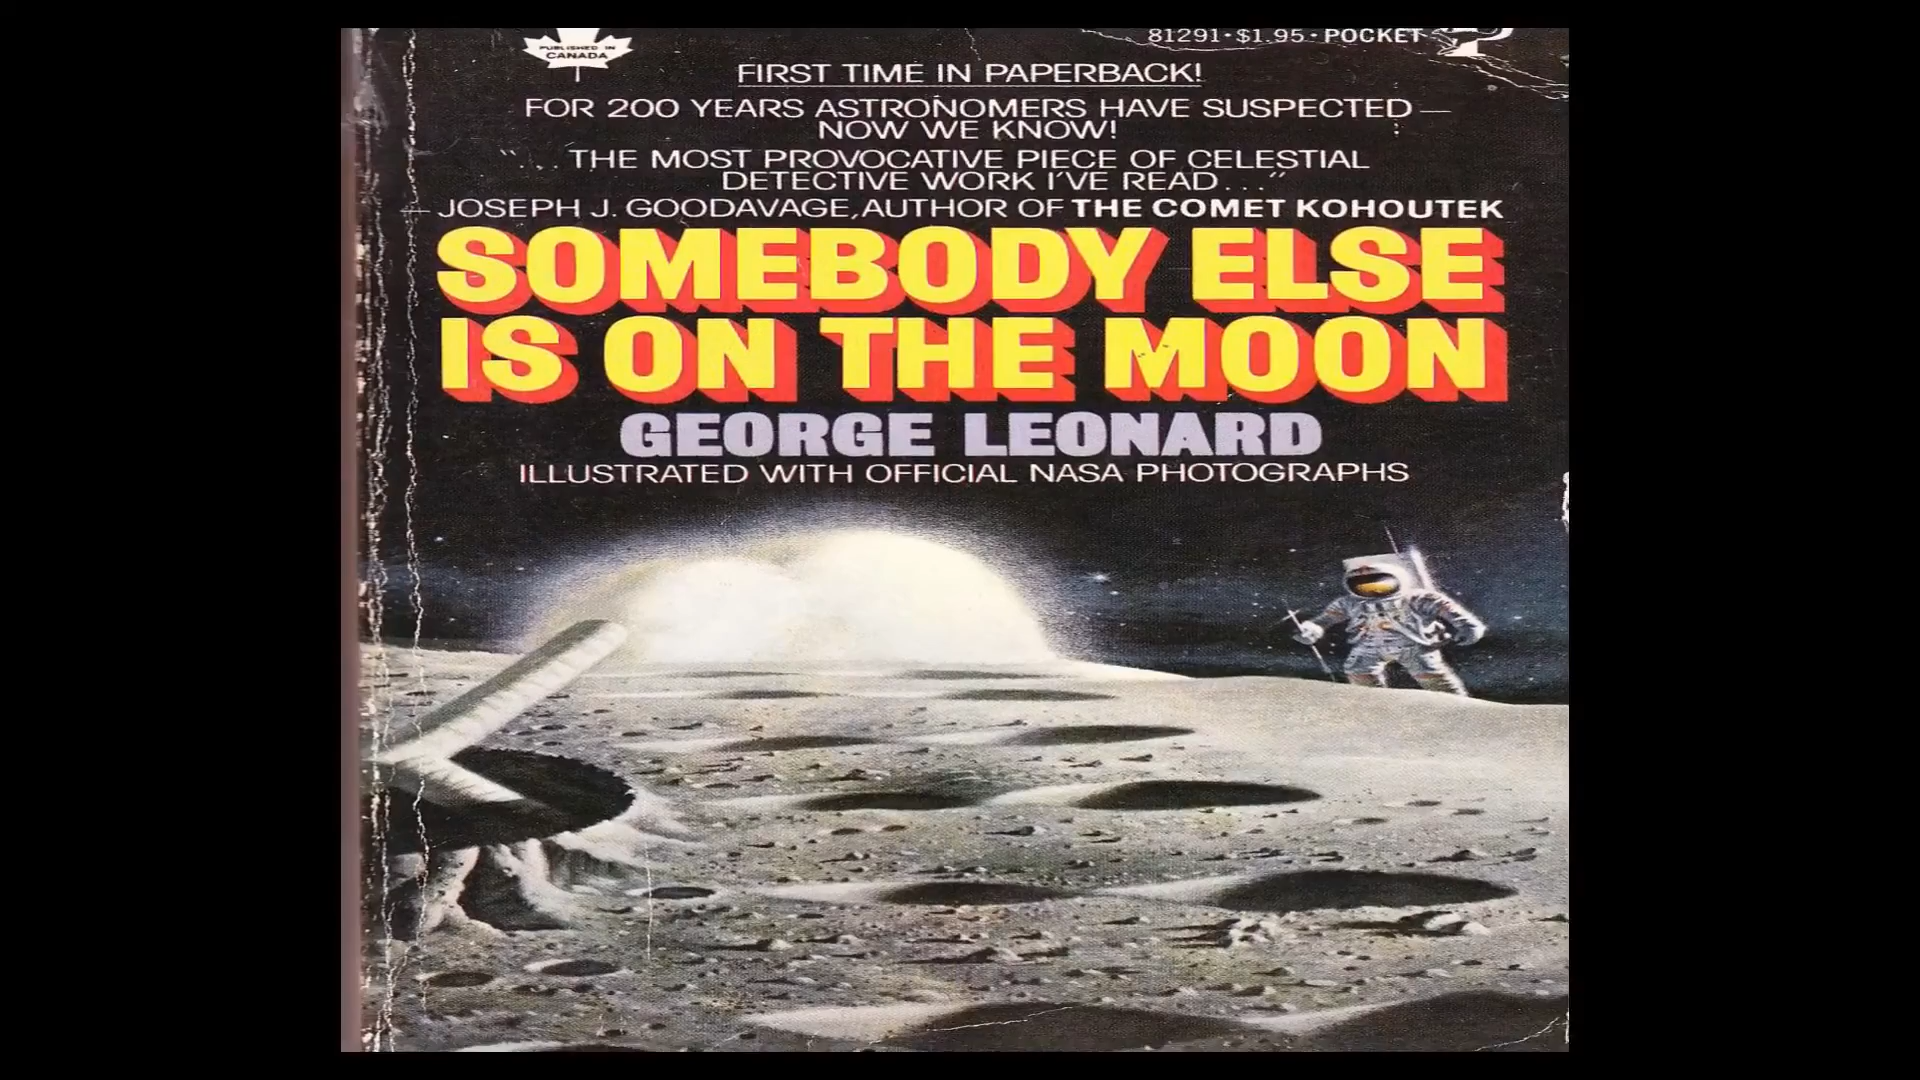 PUBLISHED IN
CANADA
81291 • $1.95 • POCKET
FIRST TIME IN PAPERBACK!
FOR 200 YEARS ASTRONOMERS HAVE SUSPECTED—
NOW WE KNOW!
“...THE MOST PROVOCATIVE PIECE OF CELESTIAL
DETECTIVE WORK I’VE READ...”
—JOSEPH J. GOODAVAGE, AUTHOR OF THE COMET KOHOUTEK
SOMEBODY ELSE
IS ON THE MOON
GEORGE LEONARD
ILLUSTRATED WITH OFFICIAL NASA PHOTOGRAPHS